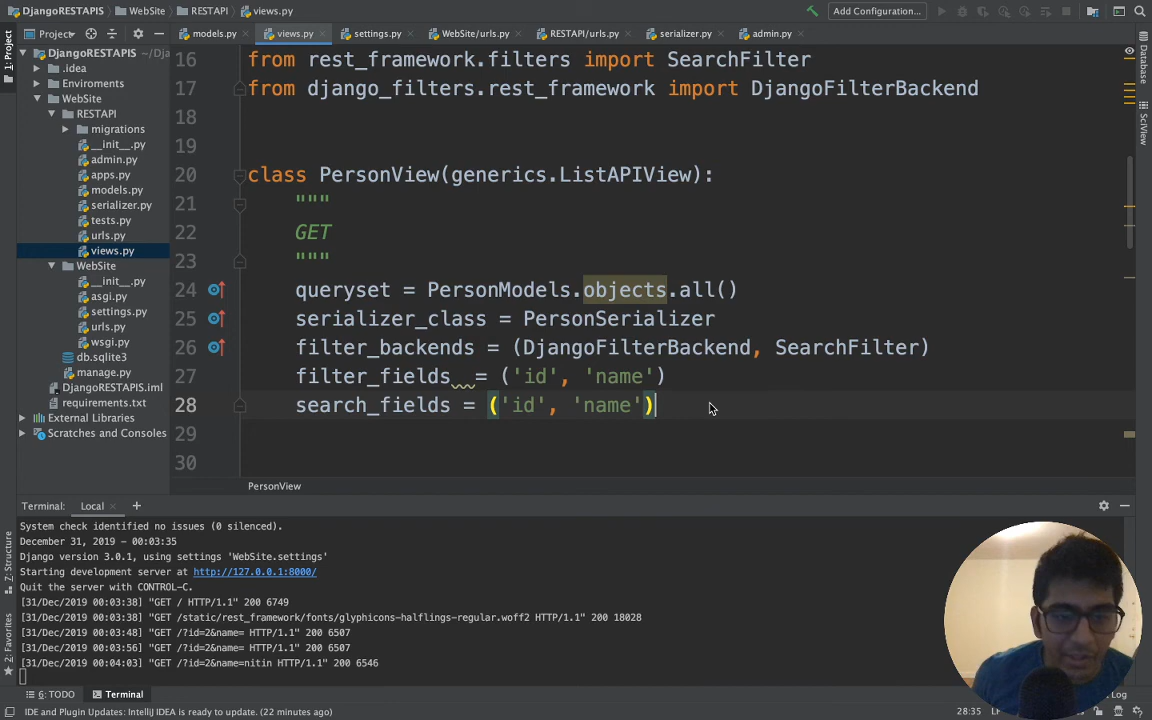 DjangoRESTAPIS
WebSite
RESTAPI
views.py
Add Configuration...
Project
models.py
views.py
settings.py
WebSite/urls.py
RESTAPI/urls.py
serializer.py
admin.py
1: Project
7: Structure
2: Favorites
DjangoRESTAPIS ~/D
.idea
Enviroments
WebSite
RESTAPI
migrations
__init__.py
admin.py
apps.py
models.py
serializer.py
tests.py
urls.py
views.py
WebSite
__init__.py
asgi.py
settings.py
urls.py
wsgi.py
db.sqlite3
manage.py
DjangoRESTAPIS.iml
requirements.txt
External Libraries
Scratches and Consoles
16 from rest_framework.filters import SearchFilter
17 from django_filters.rest_framework import DjangoFilterBackend
18
19
20 class PersonView(generics.ListAPIView):
21 """
22 GET
23 """
24 queryset = PersonModels.objects.all()
25 serializer_class = PersonSerializer
26 filter_backends = (DjangoFilterBackend, SearchFilter)
27 filter_fields  = ('id', 'name')
28 search_fields = ('id', 'name')
29
30
PersonView
Database
SciView
Terminal: Local +
System check identified no issues (0 silenced).
December 31, 2019 - 00:03:35
Django version 3.0.1, using settings 'WebSite.settings'
Starting development server at http://127.0.0.1:8000/
Quit the server with CONTROL-C.
[31/Dec/2019 00:03:38] "GET / HTTP/1.1" 200 6749
[31/Dec/2019 00:03:38] "GET /static/rest_framework/fonts/glyphicons-halflings-regular.woff2 HTTP/1.1" 200 18028
[31/Dec/2019 00:03:48] "GET /?id=2&name= HTTP/1.1" 200 6507
[31/Dec/2019 00:03:56] "GET /?id=2&name= HTTP/1.1" 200 6507
[31/Dec/2019 00:04:03] "GET /?id=2&name=nitin HTTP/1.1" 200 6546
6: TODO
Terminal
Log
IDE and Plugin Updates: IntelliJ IDEA is ready to update. (22 minutes ago)
28:35